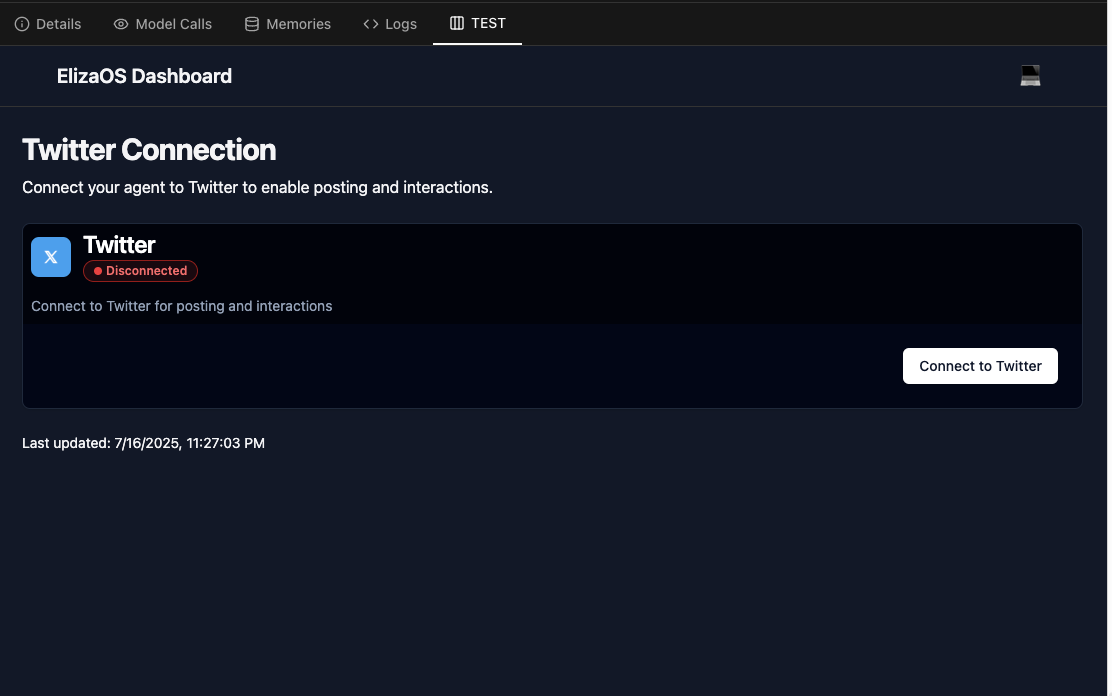 Details Model Calls Memories Logs TEST
ElizaOS Dashboard
Twitter Connection
Connect your agent to Twitter to enable posting and interactions.
𝕏
Twitter
Disconnected
Connect to Twitter for posting and interactions
Connect to Twitter
Last updated: 7/16/2025, 11:27:03 PM